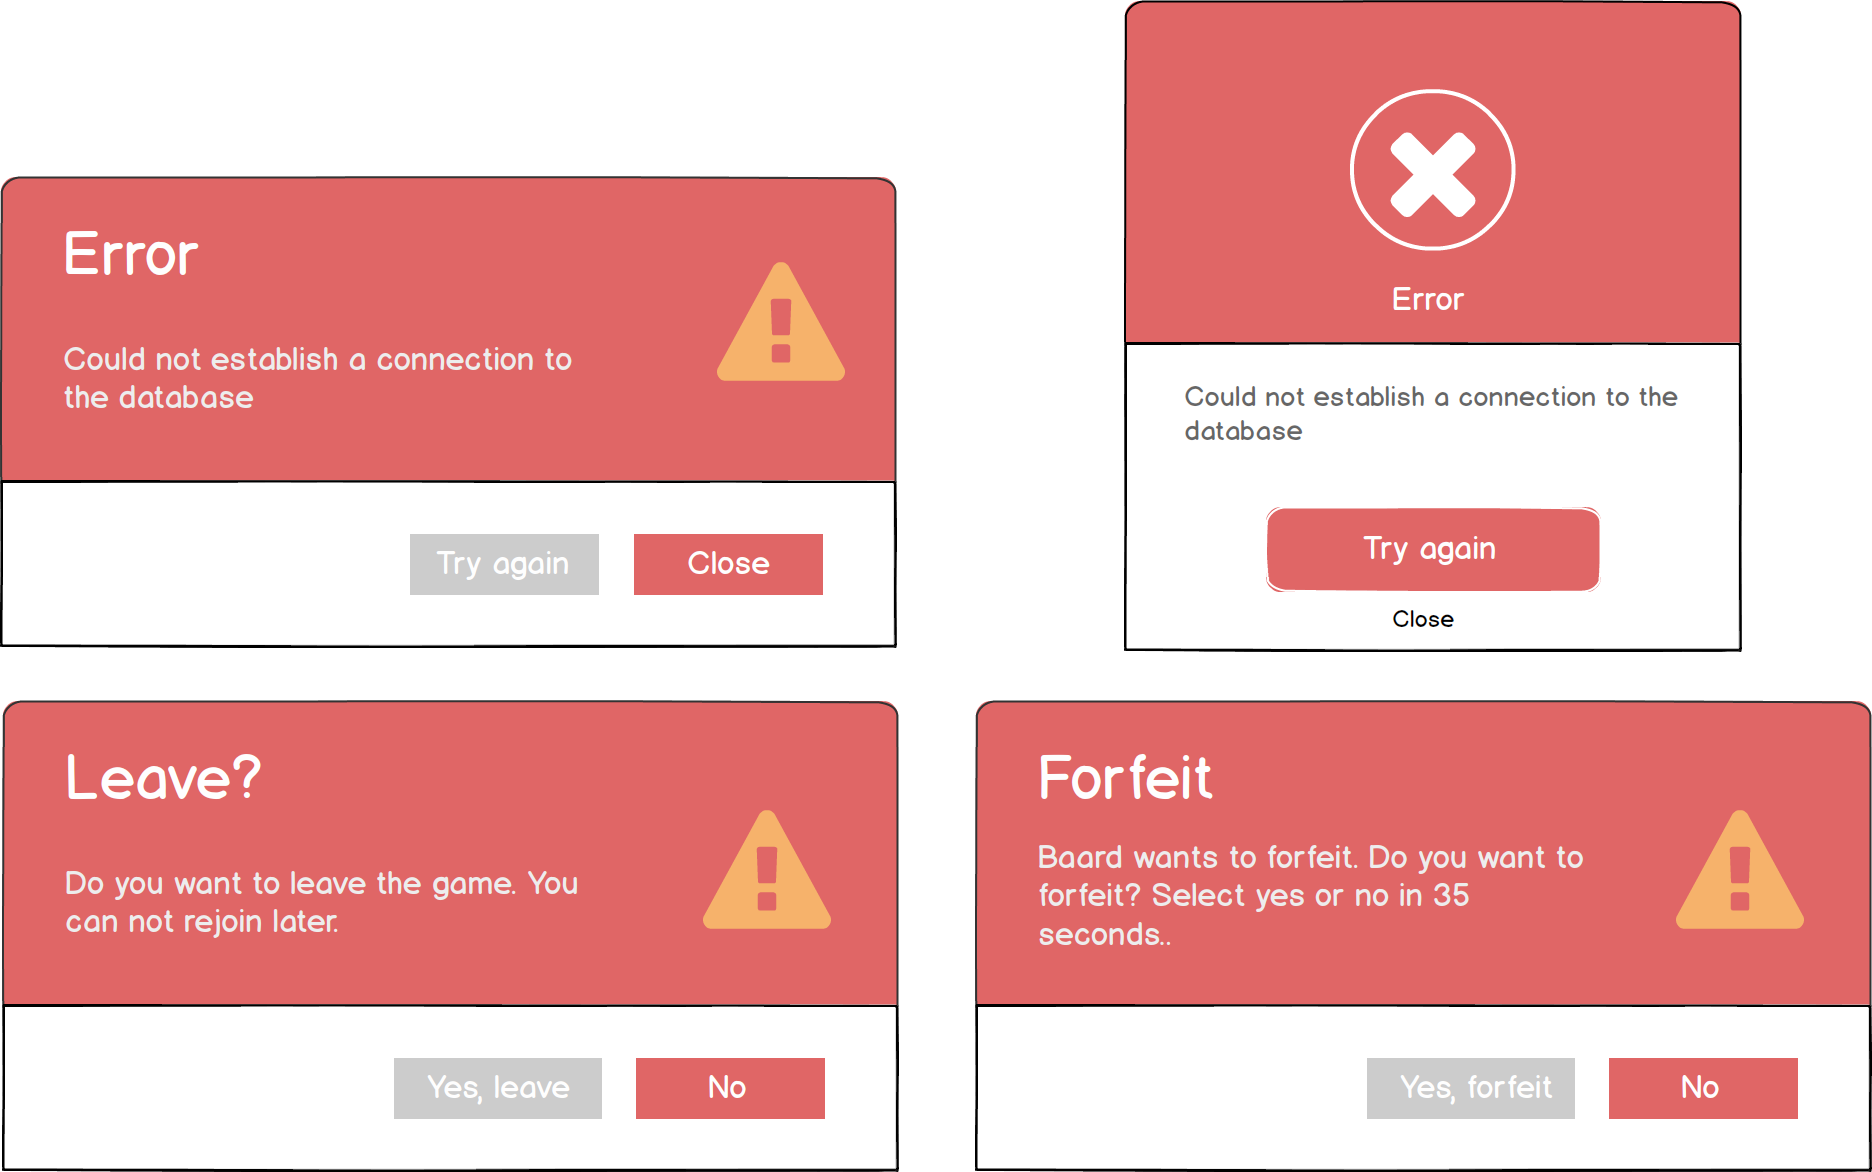 Error
Could not establish a connection to
the database
Try again
Close
Error
Could not establish a connection to the
database
Try again
Close
Leave?
Do you want to leave the game. You
can not rejoin later.
Yes, leave
No
Forfeit
Baard wants to forfeit. Do you want to
forfeit? Select yes or no in 35
seconds..
Yes, forfeit
No